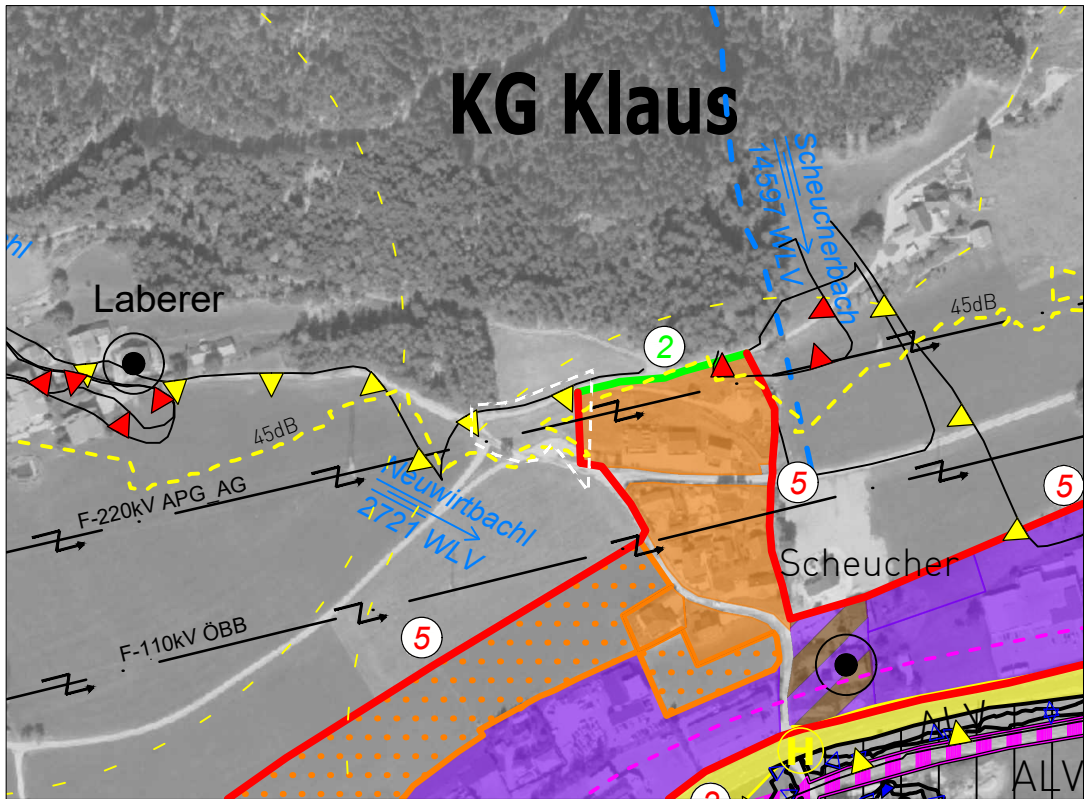 KG Klaus
Scheucherbach
14597 WLV
hl
Laberer
2
45dB
45dB
Neuwirtbachl
2721 WLV
F-220kV APG_AG
5
5
Scheucher
F-110kV ÖBB
5
H
ALV
ALV